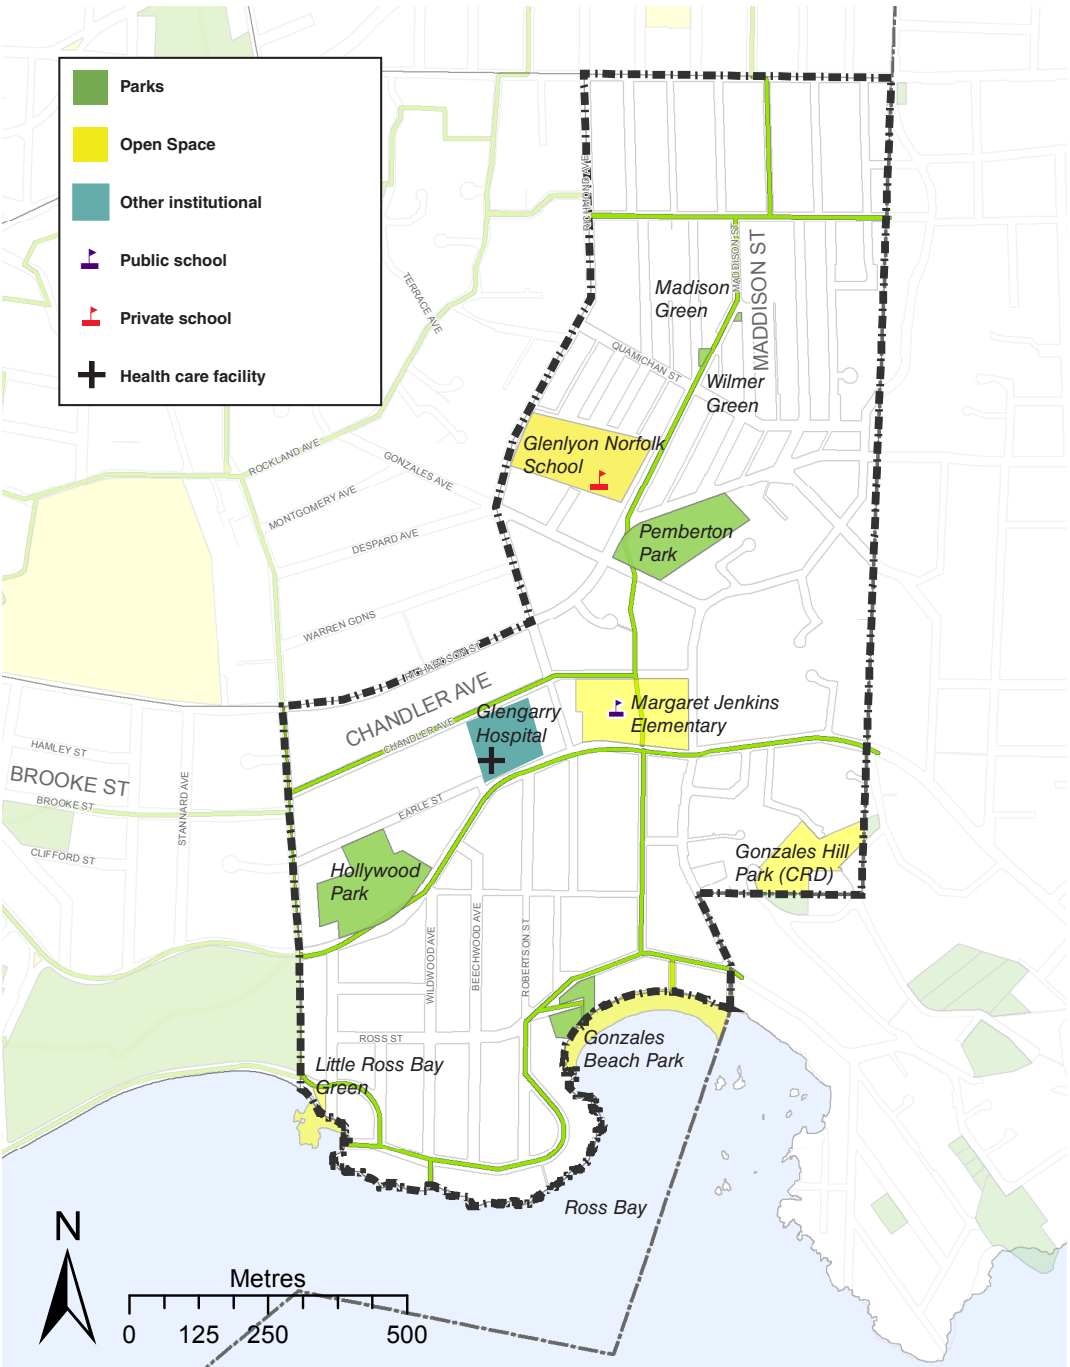 Parks
Open Space
Other institutional
Public school
Private school
Health care facility
RICHMOND AVE
TERRACE AVE
MADDISON ST
MADDISON ST
Madison
Green
QUAMICHAN ST
Wilmer
Green
Glenlyon Norfolk
School
ROCKLAND AVE
GONZALES AVE
MONTGOMERY AVE
DESPARD AVE
Pemberton
Park
WARREN GDNS
RICHARDSON ST
CHANDLER AVE
CHANDLER AVE
Glengarry
Hospital
Margaret Jenkins
Elementary
HAMLEY ST
BROOKE ST
BROOKE ST
STANNARD AVE
CLIFFORD ST
EARLE ST
Hollywood
Park
Gonzales Hill
Park (CRD)
WILDWOOD AVE
BEECHWOOD AVE
ROBERTSON ST
ROSS ST
Gonzales
Beach Park
Little Ross Bay
Green
Ross Bay
N
Metres
0 125 250 500